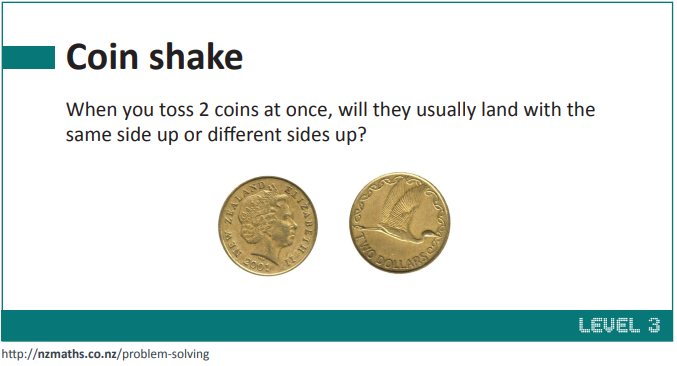 Coin shake
When you toss 2 coins at once, will they usually land with the
same side up or different sides up?
NEW ZEALAND ELIZABETH II
TWO DOLLARS
LEVEL 3
http://nzmaths.co.nz/problem-solving